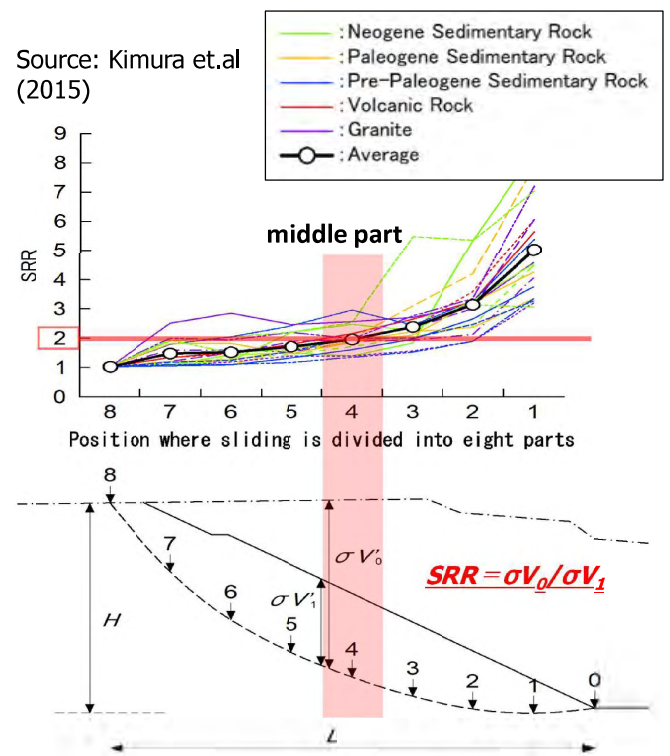 Source: Kimura et.al
(2015)
: Neogene Sedimentary Rock
: Paleogene Sedimentary Rock
: Pre-Paleogene Sedimentary Rock
: Volcanic Rock
: Granite
: Average
middle part
SRR
9
8
7
6
5
4
3
2
1
0
8 7 6 5 4 3 2 1
Position where sliding is divided into eight parts
8
7
6
5
4
3
2
1
0
H
σV'₀
σV'₁
SRR=σV₀/σV₁
L